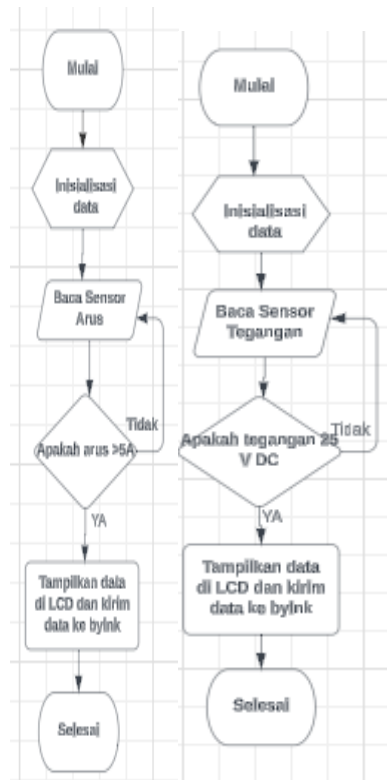 Mulai
Inisialisasi
data
Baca Sensor
Arus
Apakah arus >5A
Tidak
YA
Tampilkan data
di LCD dan kirim
data ke bylnk
Selesai
Mulai
Inisialisasi
data
Baca Sensor
Tegangan
Apakah tegangan 25
V DC
Tidak
YA
Tampilkan data
di LCD dan kirim
data ke bylnk
Selesai